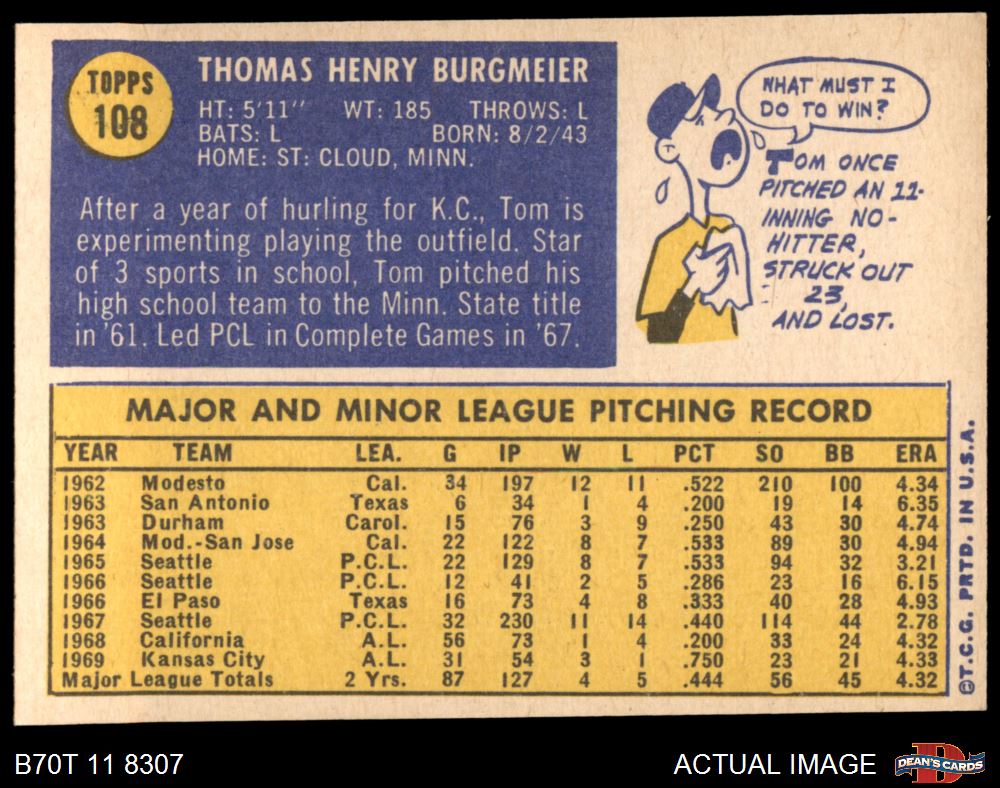 TOPPS
108
THOMAS HENRY BURGMEIER
HT: 5'11" WT: 185 THROWS: L
BATS: L BORN: 8/2/43
HOME: ST: CLOUD, MINN.
After a year of hurling for K.C., Tom is
experimenting playing the outfield. Star
of 3 sports in school, Tom pitched his
high school team to the Minn. State title
in '61. Led PCL in Complete Games in '67.
WHAT MUST I
DO TO WIN?
TOM ONCE
PITCHED AN 11-
INNING NO-
HITTER,
STRUCK OUT
23,
AND LOST.
MAJOR AND MINOR LEAGUE PITCHING RECORD
YEAR TEAM LEA. G IP W L PCT SO BB ERA
1962 Modesto Cal. 34 197 12 11 .522 210 100 4.34
1963 San Antonio Texas 6 34 1 4 .200 19 14 6.35
1963 Durham Carol. 15 76 3 9 .250 43 30 4.74
1964 Mod.-San Jose Cal. 22 122 8 7 .533 89 30 4.94
1965 Seattle P.C.L. 22 129 8 7 .533 94 32 3.21
1966 Seattle P.C.L. 12 41 2 5 .286 23 16 6.15
1966 El Paso Texas 16 73 4 8 .333 40 28 4.93
1967 Seattle P.C.L. 32 230 11 14 .440 114 44 2.78
1968 California A.L. 56 73 1 4 .200 33 24 4.32
1969 Kansas City A.L. 31 54 3 1 .750 23 21 4.33
Major League Totals 2 Yrs. 87 127 4 5 .444 56 45 4.32
©T.C.G. PRTD. IN U.S.A.
B70T 11 8307
ACTUAL IMAGE
D
DEAN'S CARDS